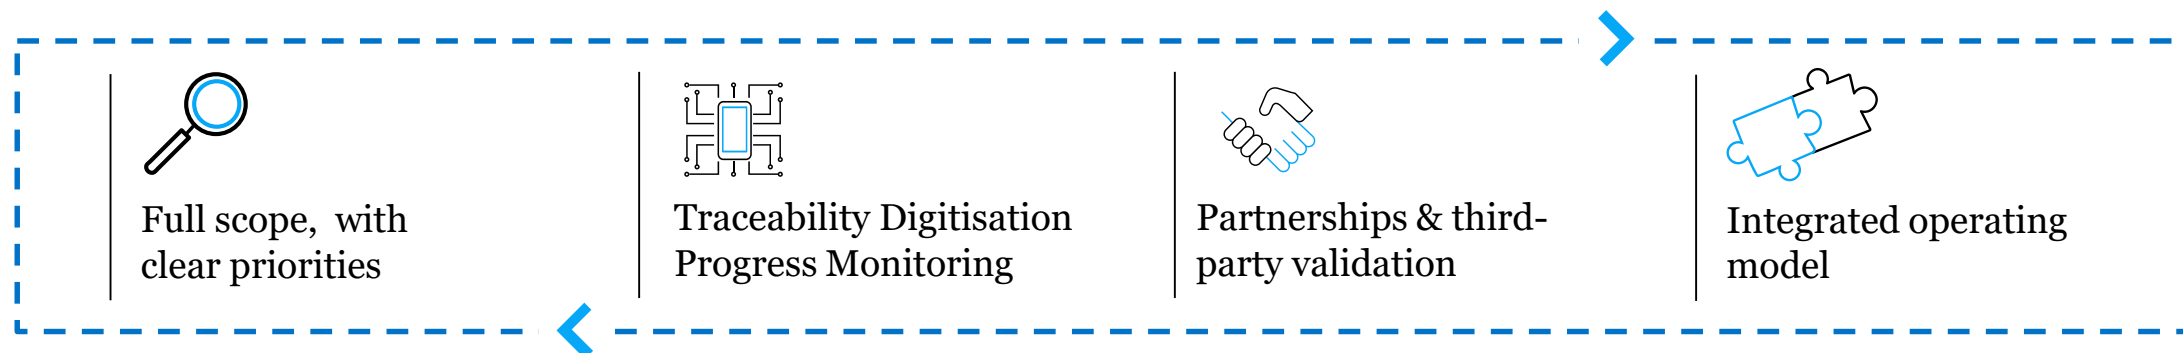 Full scope,  with
clear priorities
Traceability Digitisation
Progress Monitoring
Partnerships & third-
party validation
Integrated operating
model